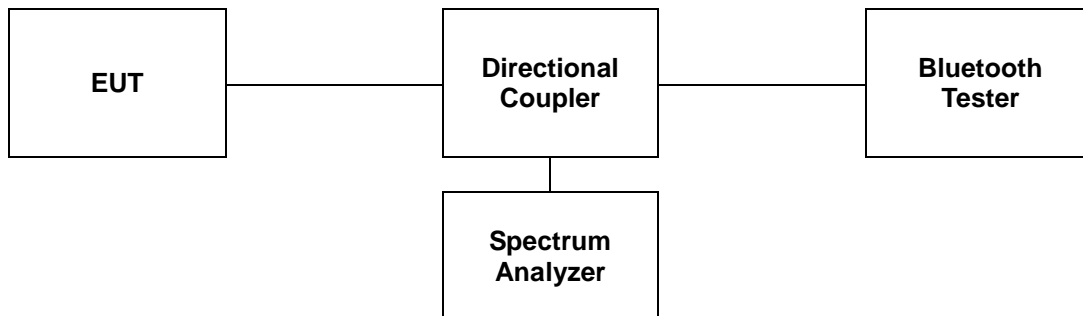 EUT
Directional
Coupler
Bluetooth
Tester
Spectrum
Analyzer